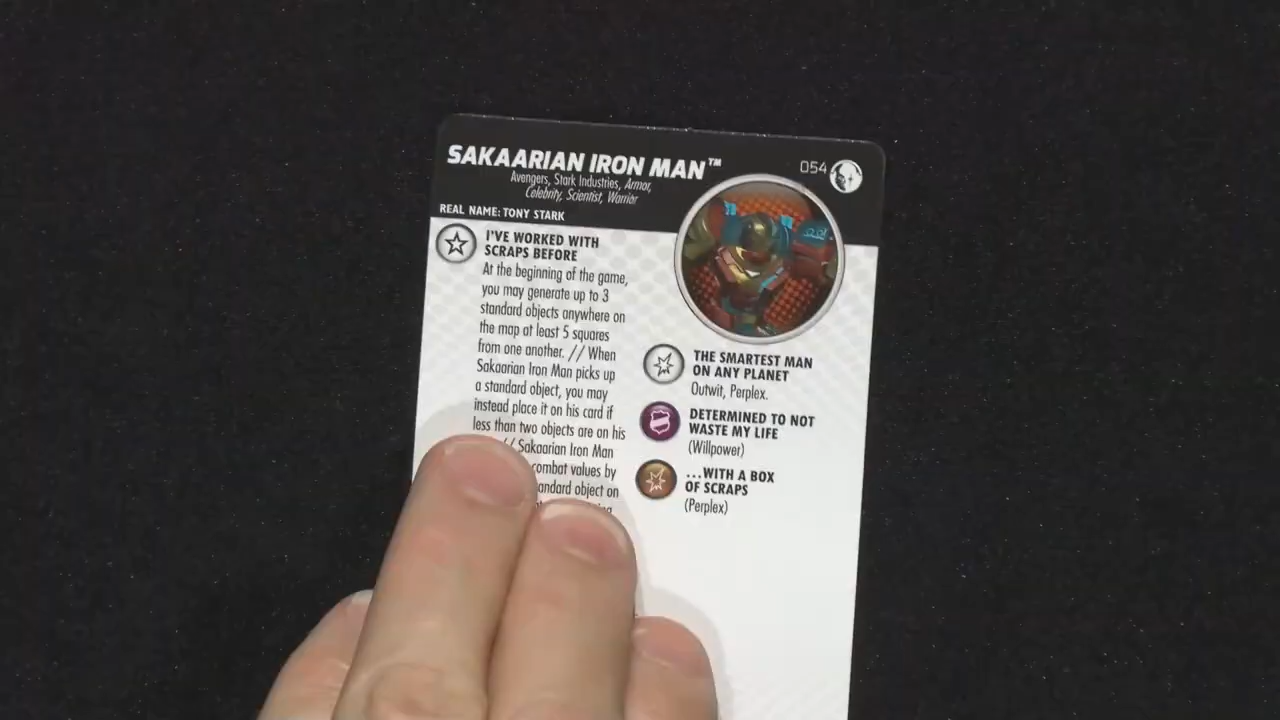 SAKAARIAN IRON MAN™
054
Avengers, Stark Industries, Armor,
Celebrity, Scientist, Warrior
REAL NAME: TONY STARK
I'VE WORKED WITH
SCRAPS BEFORE
At the beginning of the game,
you may generate up to 3
standard objects anywhere on
the map at least 5 squares
from one another. // When
Sakaarian Iron Man picks up
a standard object, you may
instead place it on his card if
less than two objects are on his
// Sakaarian Iron Man
combat values by
object on
THE SMARTEST MAN
ON ANY PLANET
Outwit, Perplex.
DETERMINED TO NOT
WASTE MY LIFE
(Willpower)
...WITH A BOX
OF SCRAPS
(Perplex)